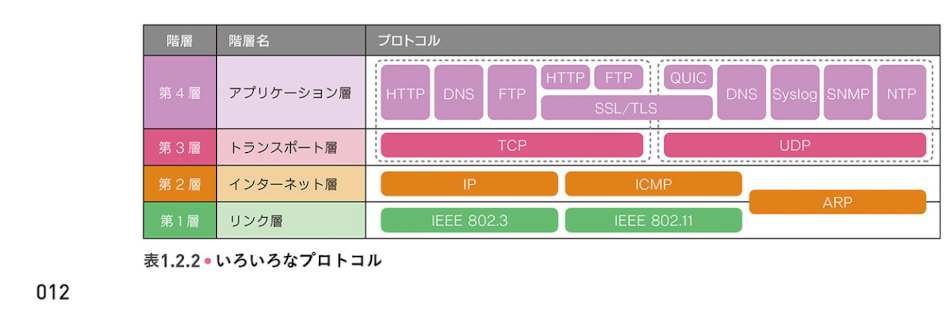 階層 階層名 プロトコル
第4層 アプリケーション層 HTTP DNS FTP HTTP FTP SSL/TLS QUIC DNS Syslog SNMP NTP
第3層 トランスポート層 TCP UDP
第2層 インターネット層 IP ICMP
ARP
第1層 リンク層 IEEE 802.3 IEEE 802.11
表1.2.2 • いろいろなプロトコル
012